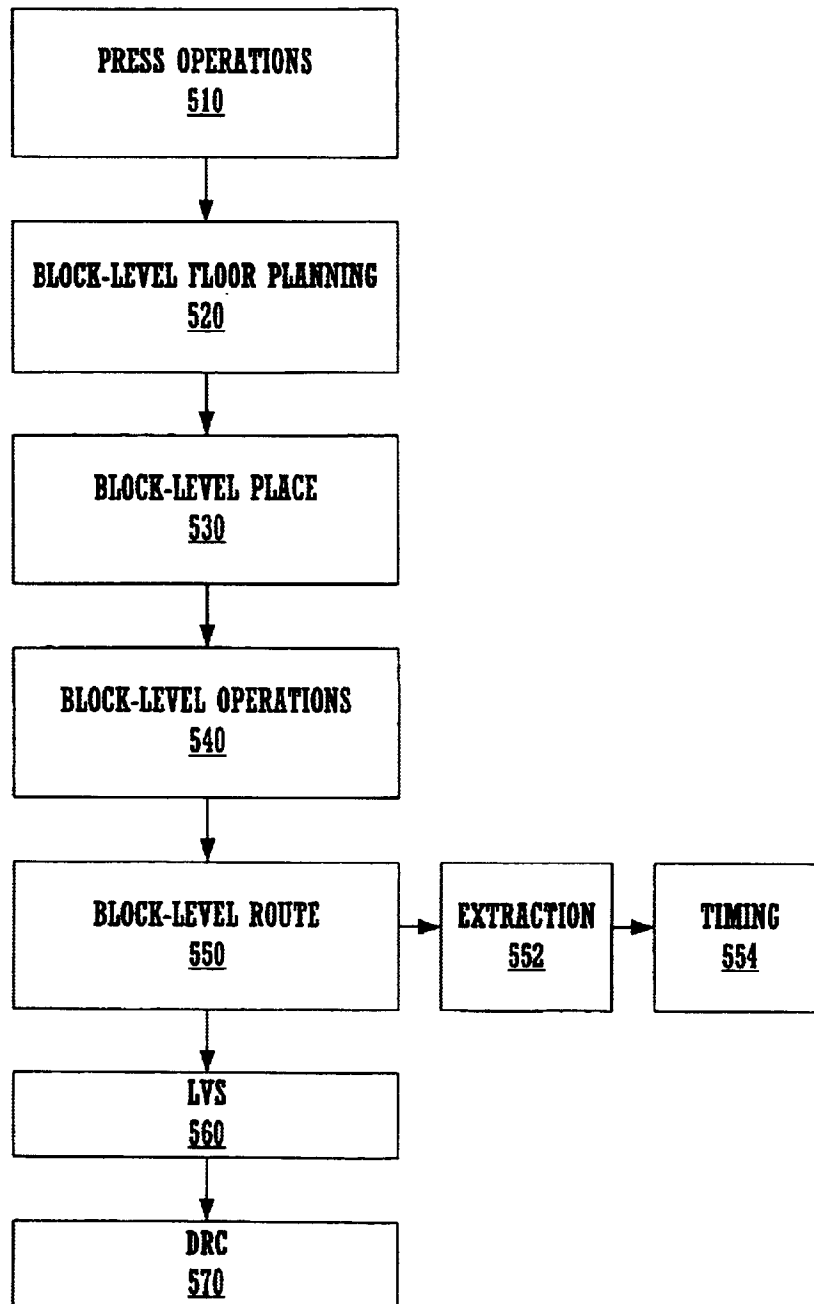 PRESS OPERATIONS
510
BLOCK-LEVEL FLOOR PLANNING
520
BLOCK-LEVEL PLACE
530
BLOCK-LEVEL OPERATIONS
540
BLOCK-LEVEL ROUTE
550
EXTRACTION
552
TIMING
554
LVS
560
DRC
570